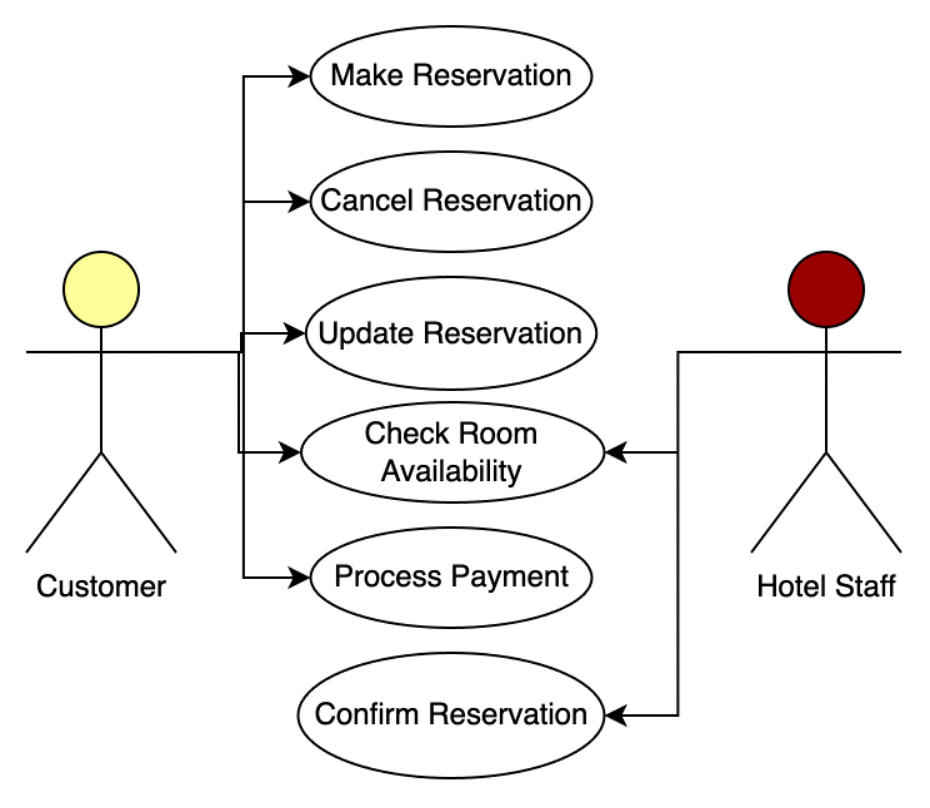 Make Reservation
Cancel Reservation
Update Reservation
Check Room
Availability
Process Payment
Customer
Hotel Staff
Confirm Reservation